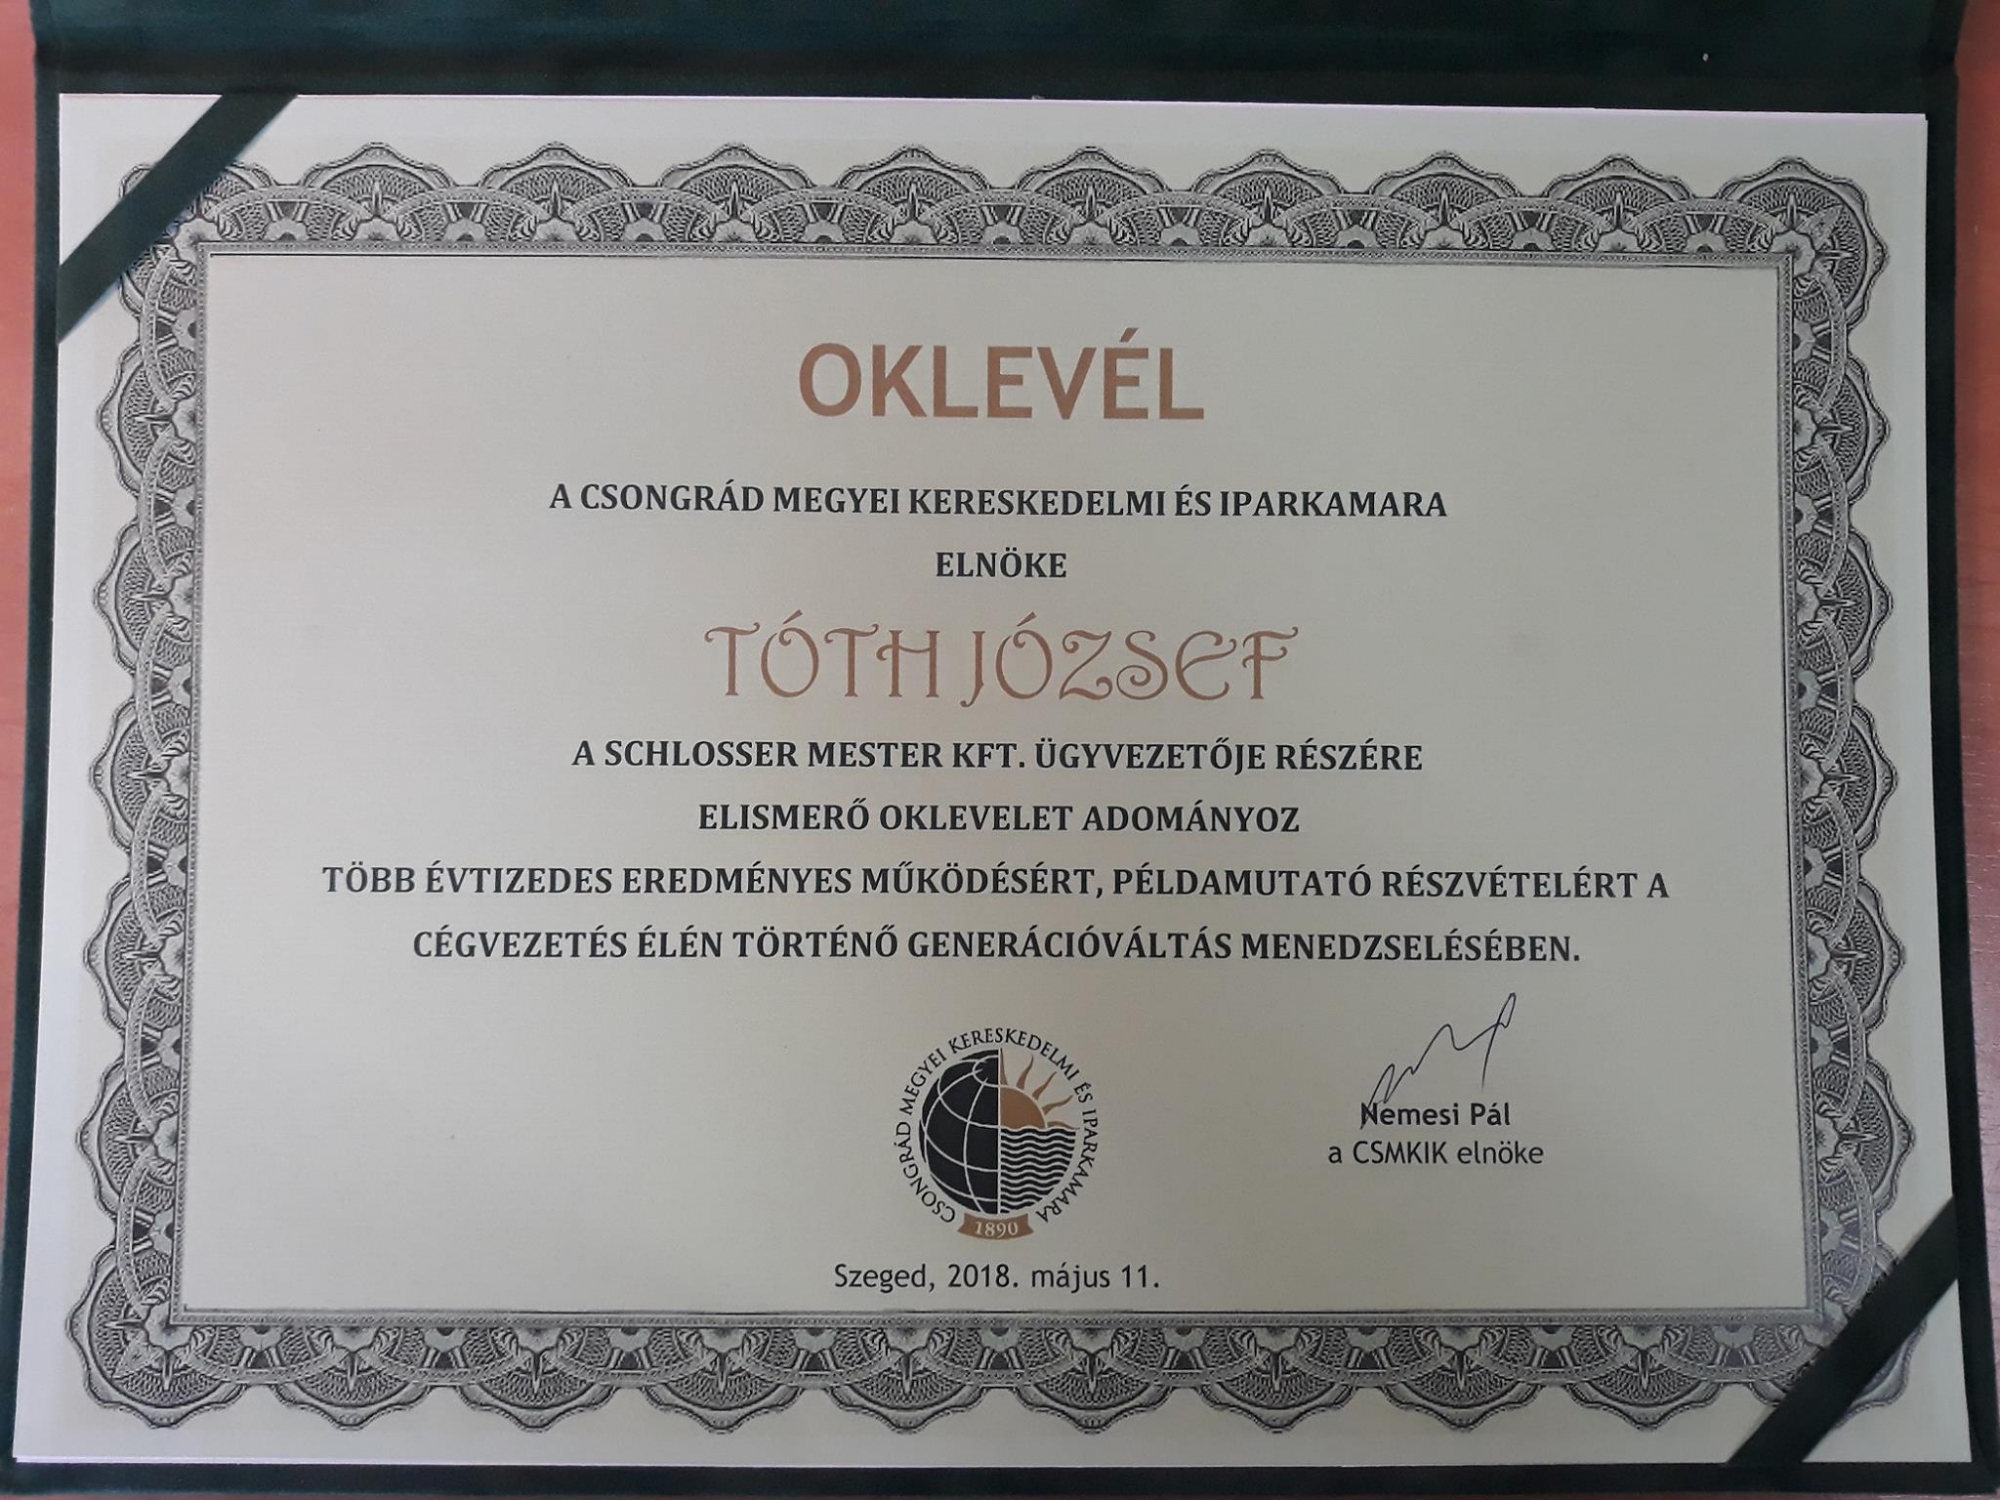 OKLEVÉL
A CSONGRÁD MEGYEI KERESKEDELMI ÉS IPARKAMARA
ELNÖKE
TÓTH JÓZSEF
A SCHLOSSER MESTER KFT. ÜGYVEZETŐJE RÉSZÉRE
ELISMERŐ OKLEVELET ADOMÁNYOZ
TÖBB ÉVTIZEDES EREDMÉNYES MŰKÖDÉSÉRT, PÉLDAMUTATÓ RÉSZVÉTELÉRT A
CÉGVEZETÉS ÉLÉN TÖRTÉNŐ GENERÁCIÓVÁLTÁS MENEDZSELÉSÉBEN.
CSONGRÁD MEGYEI KERESKEDELMI ÉS IPARKAMARA
1890
Nemesi Pál
a CSMKIK elnöke
Szeged, 2018. május 11.